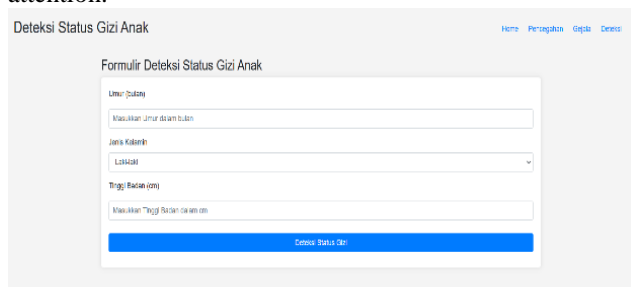 attention.
Deteksi Status Gizi Anak
Home Pencegahan Gejala Deteksi
Formulir Deteksi Status Gizi Anak
Umur (bulan)
Masukkan Umur dalam bulan
Jenis Kelamin
Laki-laki
Tinggi Badan (cm)
Masukkan Tinggi Badan dalam cm
Deteksi Status Gizi